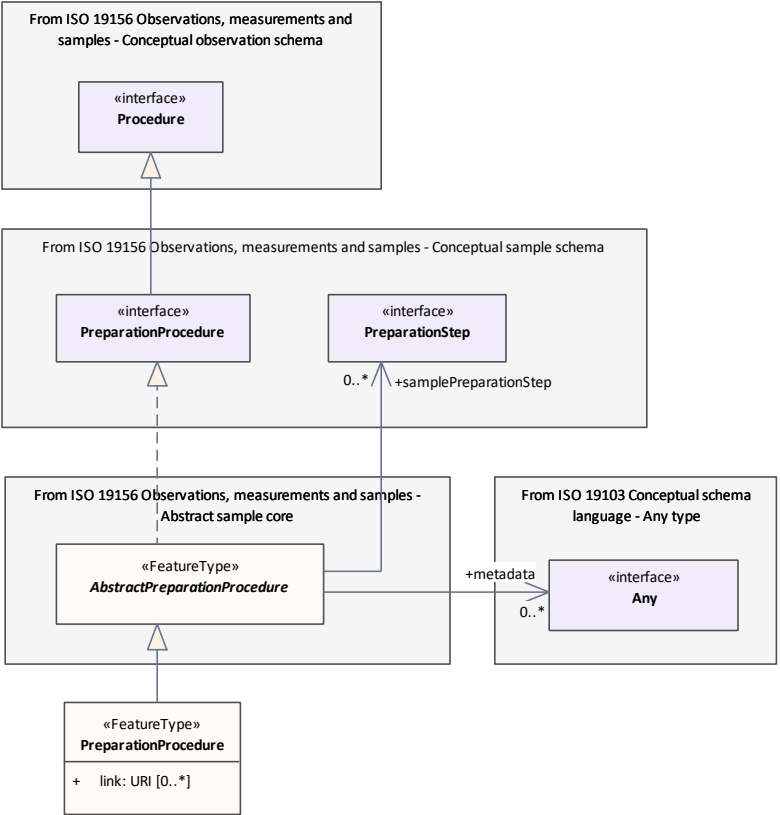 From ISO 19156 Observations, measurements and
samples - Conceptual observation schema
«interface»
Procedure
From ISO 19156 Observations, measurements and samples - Conceptual sample schema
«interface»
PreparationProcedure
«interface»
PreparationStep
0..*
+samplePreparationStep
From ISO 19156 Observations, measurements and samples -
Abstract sample core
«FeatureType»
AbstractPreparationProcedure
From ISO 19103 Conceptual schema
language - Any type
+metadata
0..*
«interface»
Any
«FeatureType»
PreparationProcedure
+ link: URI [0..*]